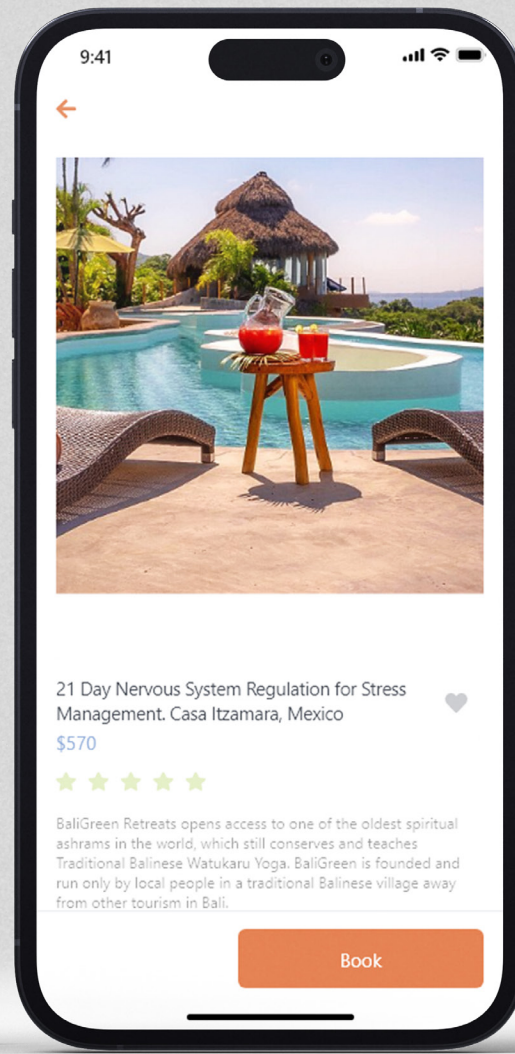 9:41
21 Day Nervous System Regulation for Stress
Management. Casa Itzamara, Mexico
$570
BaliGreen Retreats opens access to one of the oldest spiritual
ashrams in the world, which still conserves and teaches
Traditional Balinese Watukaru Yoga. BaliGreen is founded and
run only by local people in a traditional Balinese village away
from other tourism in Bali.
Book